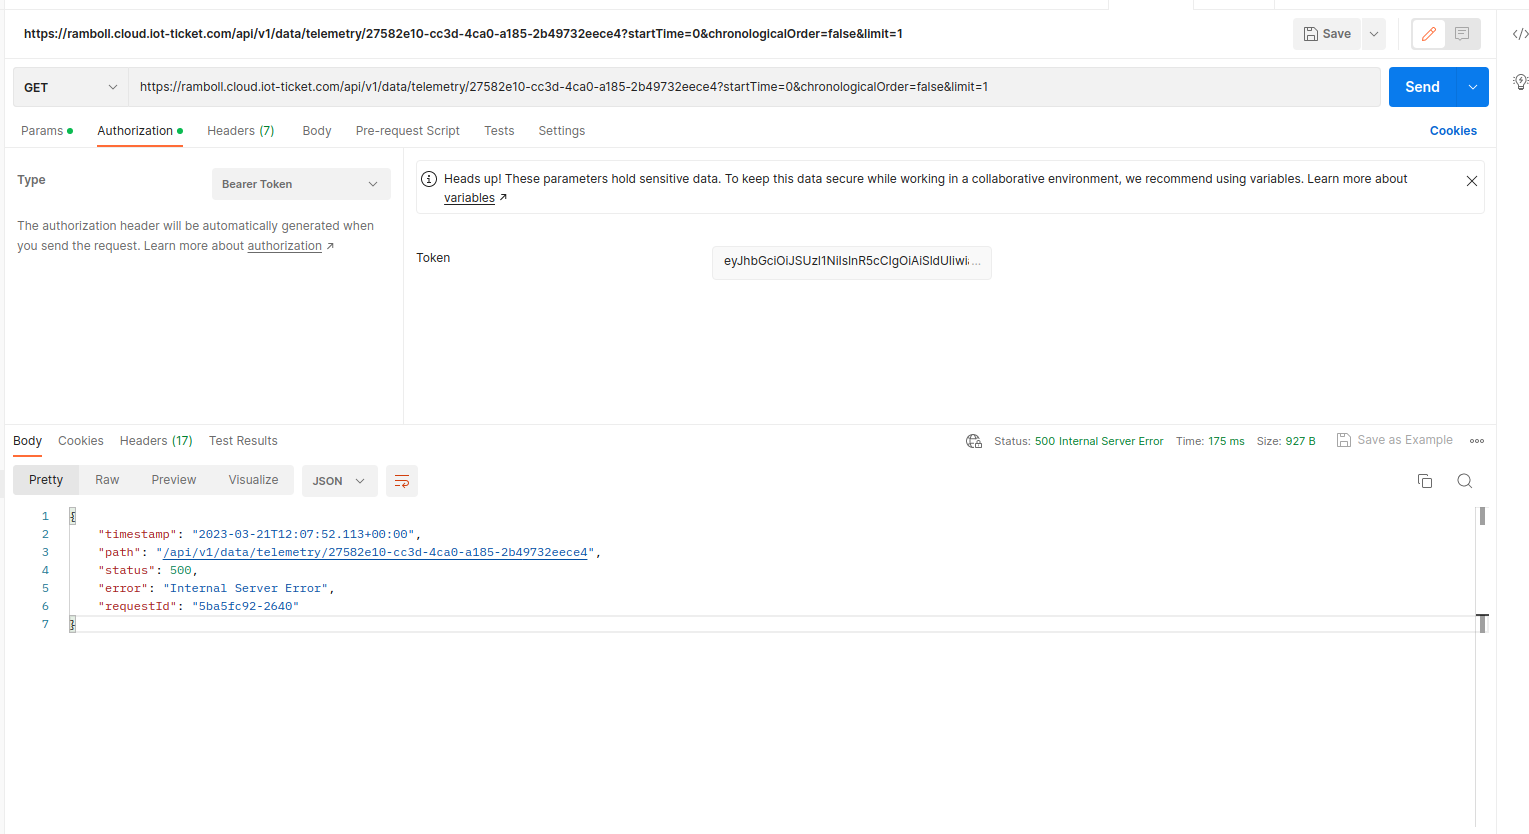 https://ramboll.cloud.iot-ticket.com/api/v1/data/telemetry/27582e10-cc3d-4ca0-a185-2b49732eece4?startTime=0&chronologicalOrder=false&limit=1
Save
GET
https://ramboll.cloud.iot-ticket.com/api/v1/data/telemetry/27582e10-cc3d-4ca0-a185-2b49732eece4?startTime=0&chronologicalOrder=false&limit=1
Send
Params Authorization Headers (7) Body Pre-request Script Tests Settings Cookies
Type
Bearer Token
The authorization header will be automatically generated when
you send the request. Learn more about authorization ↗
Heads up! These parameters hold sensitive data. To keep this data secure while working in a collaborative environment, we recommend using variables. Learn more about
variables ↗
Token
eyJhbGciOiJSUzI1NiIsInR5cCIgOiAiSldUIiwia...
Body Cookies Headers (17) Test Results Status: 500 Internal Server Error Time: 175 ms Size: 927 B Save as Example
Pretty Raw Preview Visualize JSON
1 {
2 "timestamp": "2023-03-21T12:07:52.113+00:00",
3 "path": "/api/v1/data/telemetry/27582e10-cc3d-4ca0-a185-2b49732eece4",
4 "status": 500,
5 "error": "Internal Server Error",
6 "requestId": "5ba5fc92-2640"
7 }